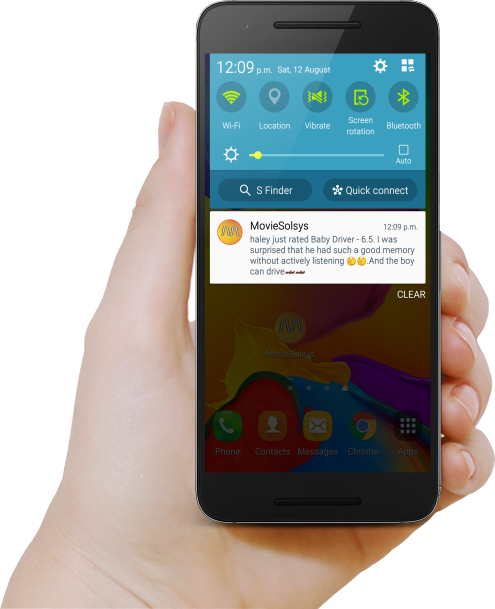 12:09 p.m. Sat, 12 August
Wi-Fi Location Vibrate Screen rotation Bluetooth
Auto
S Finder Quick connect
MovieSolsys 12:09 p.m.
haley just rated Baby Driver - 6.5. I was
surprised that he had such a good memory
without actively listening 🤔🤔.And the boy
can drive🏎🏎
CLEAR
MovieSolsys
Phone Contacts Messages Chrome Apps